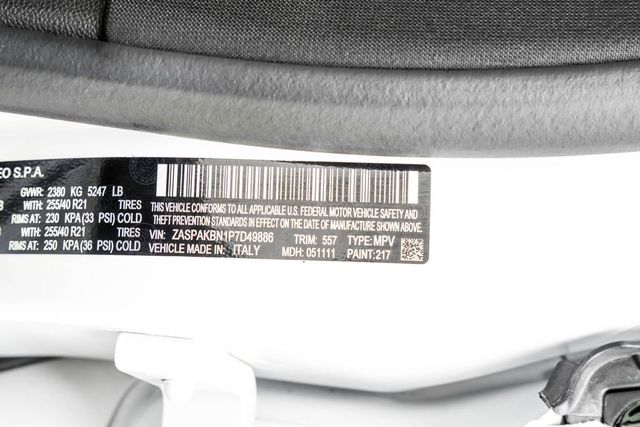 EO S.P.A.
GVWR: 2380 KG 5247 LB
B WITH: 255/40 R21 TIRES
RIMS AT: 230 KPA(33 PSI) COLD
WITH: 255/40 R21 TIRES
RIMS AT: 250 KPA(36 PSI) COLD
THIS VEHICLE CONFORMS TO ALL APPLICABLE U.S. FEDERAL MOTOR VEHICLE SAFETY AND
THEFT PREVENTION STANDARDS IN EFFECT ON THE DATE OF MANUFACTURE SHOWN ABOVE.
VIN: ZASPAKBN1P7D49886 TRIM: 557 TYPE: MPV
VEHICLE MADE IN: ITALY MDH: 051111 PAINT: 217